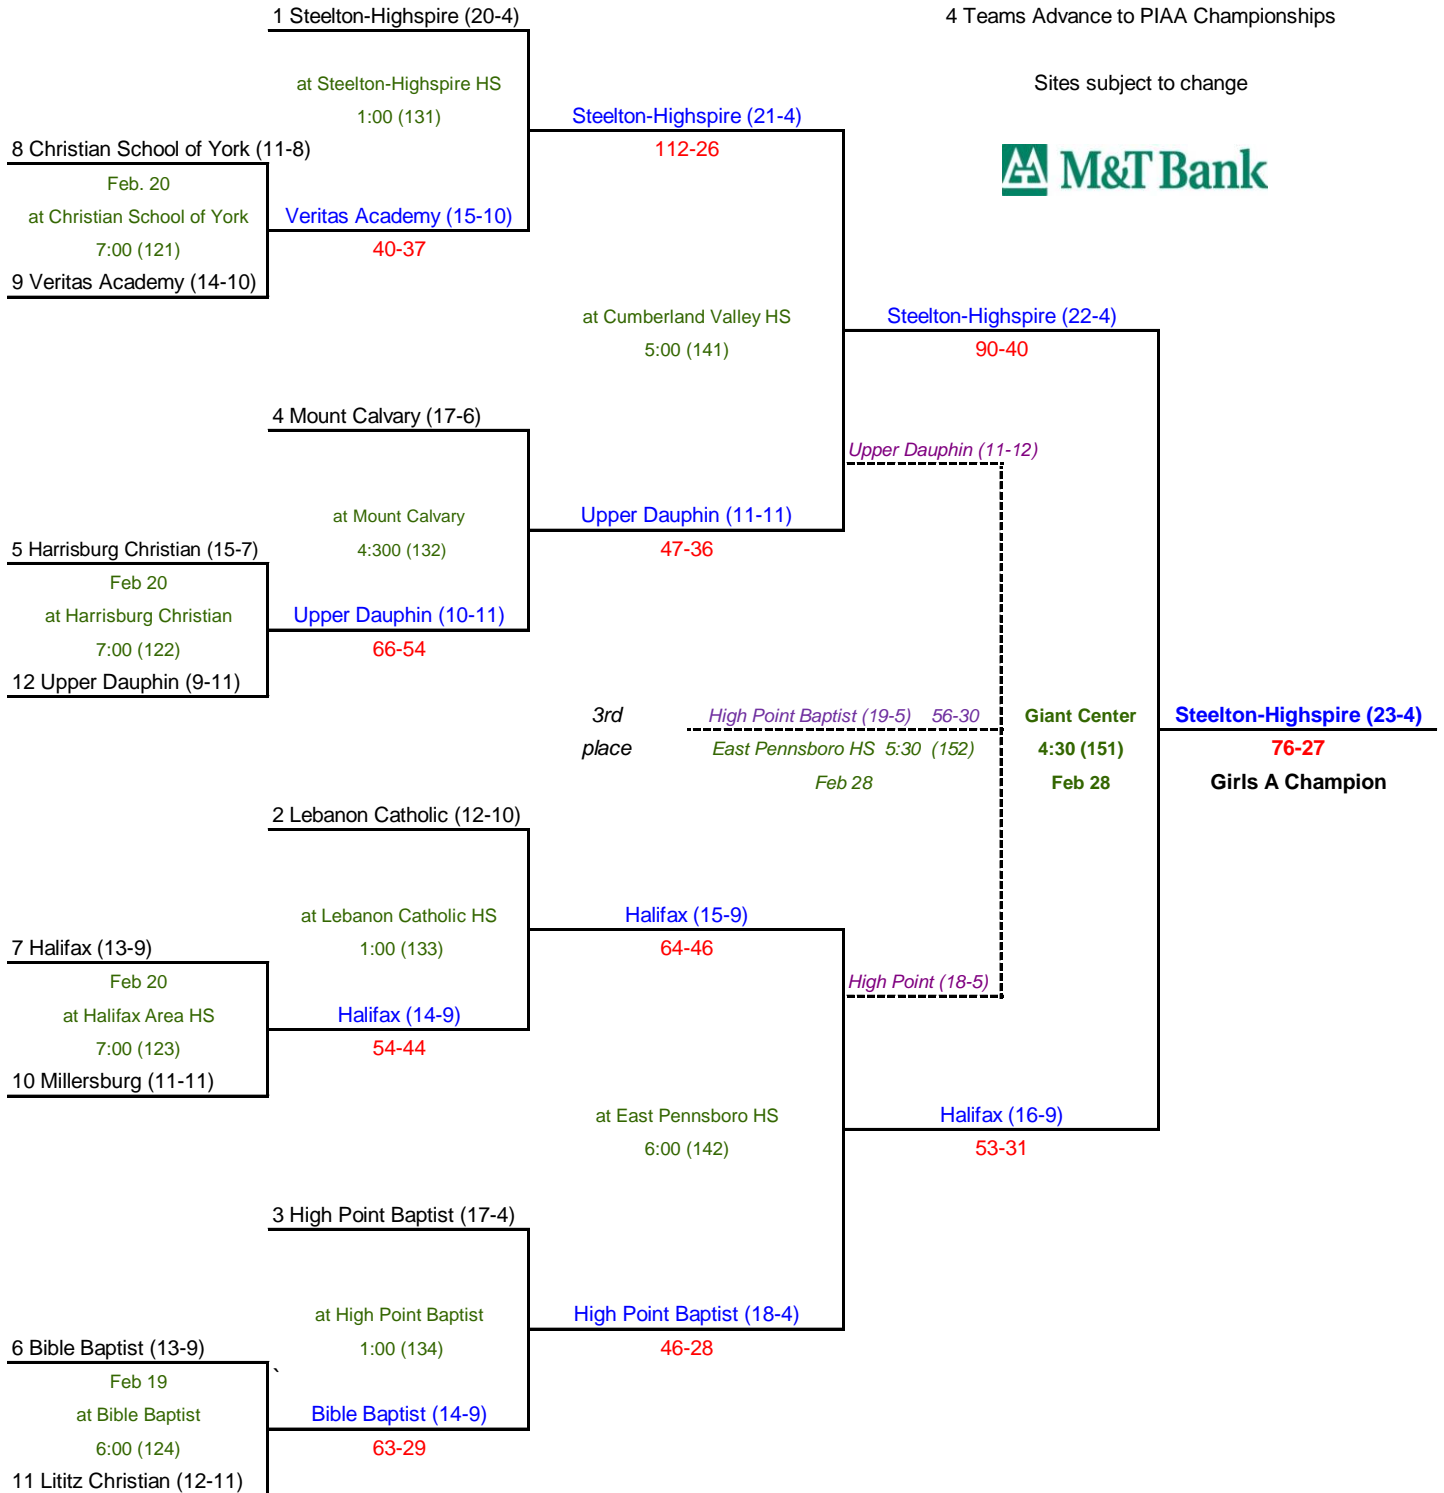 1 Steelton-Highspire (20-4)
4 Teams Advance to PIAA Championships
at Steelton-Highspire HS
Sites subject to change
1:00 (131)
Steelton-Highspire (21-4)
8 Christian School of York (11-8)
112-26
M&T Bank
Feb. 20
at Christian School of York
Veritas Academy (15-10)
7:00 (121)
40-37
9 Veritas Academy (14-10)
at Cumberland Valley HS
Steelton-Highspire (22-4)
5:00 (141)
90-40
4 Mount Calvary (17-6)
Upper Dauphin (11-12)
at Mount Calvary
Upper Dauphin (11-11)
5 Harrisburg Christian (15-7)
4:300 (132)
47-36
Feb 20
at Harrisburg Christian
Upper Dauphin (10-11)
7:00 (122)
66-54
12 Upper Dauphin (9-11)
3rd
High Point Baptist (19-5) 56-30
Giant Center
Steelton-Highspire (23-4)
place
East Pennsboro HS 5:30 (152)
4:30 (151)
76-27
Feb 28
Feb 28
Girls A Champion
2 Lebanon Catholic (12-10)
at Lebanon Catholic HS
Halifax (15-9)
7 Halifax (13-9)
1:00 (133)
64-46
Feb 20
High Point (18-5)
at Halifax Area HS
Halifax (14-9)
7:00 (123)
54-44
10 Millersburg (11-11)
at East Pennsboro HS
Halifax (16-9)
6:00 (142)
53-31
3 High Point Baptist (17-4)
at High Point Baptist
High Point Baptist (18-4)
6 Bible Baptist (13-9)
1:00 (134)
46-28
`
Feb 19
at Bible Baptist
Bible Baptist (14-9)
6:00 (124)
63-29
11 Lititz Christian (12-11)